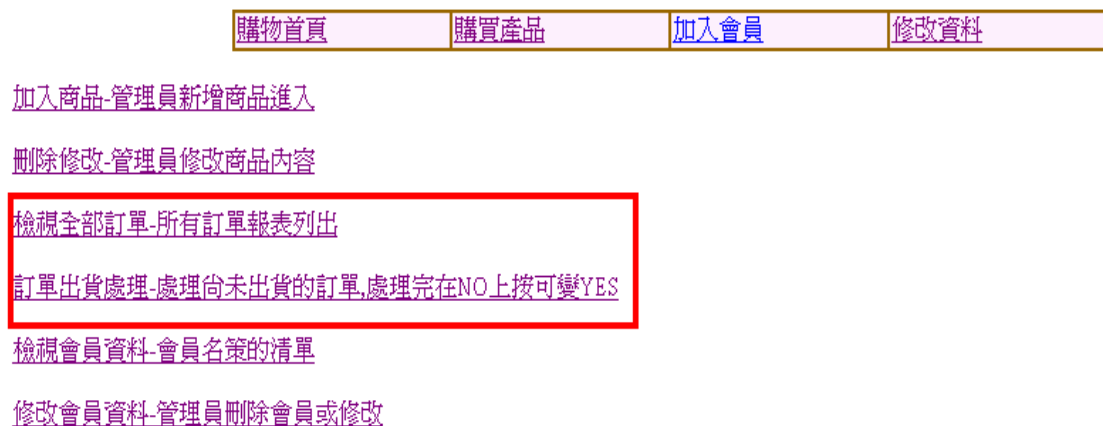 購物首頁 購買產品 加入會員 修改資料
加入商品-管理員新增商品進入
刪除修改-管理員修改商品內容
檢視全部訂單-所有訂單報表列出
訂單出貨處理-處理尚未出貨的訂單,處理完在NO上按可變YES
檢視會員資料-會員名策的清單
修改會員資料-管理員刪除會員或修改